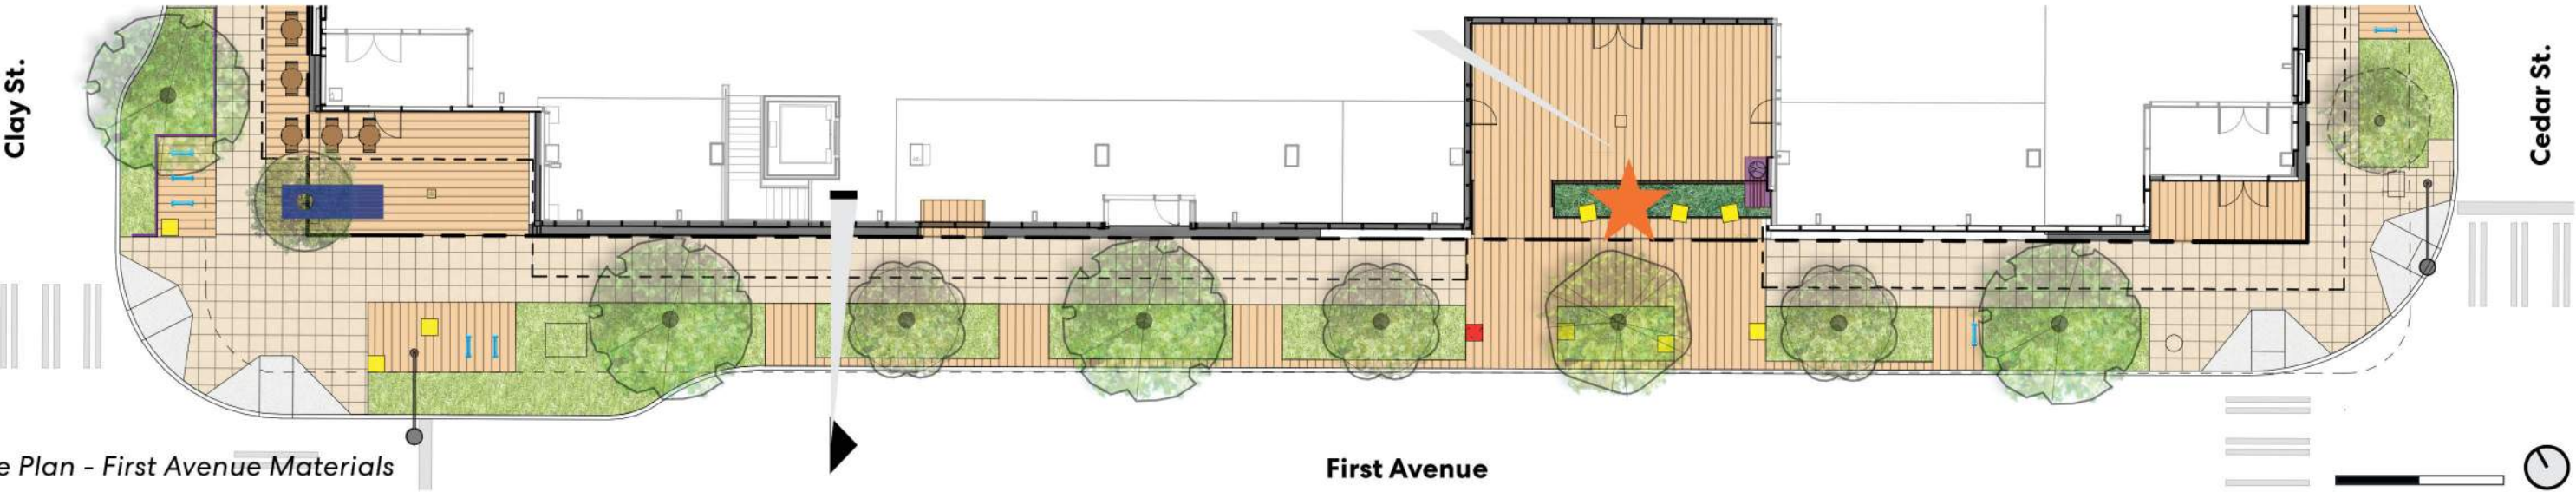 Clay St.
Cedar St.
e Plan - First Avenue Materials
First Avenue